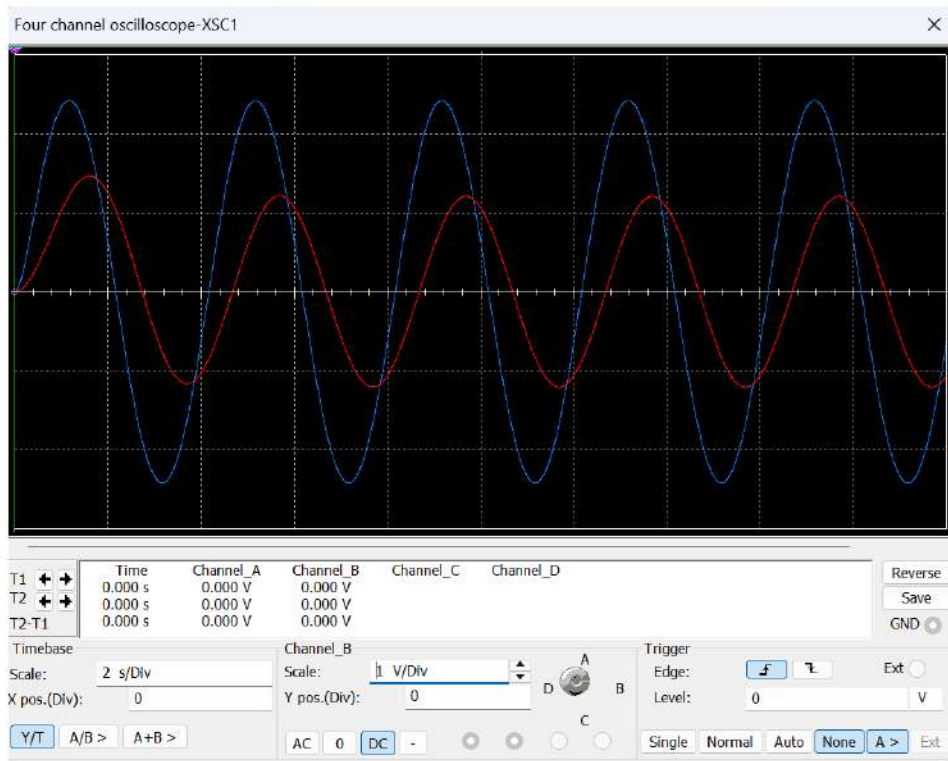 Four channel oscilloscope-XSC1
Time Channel_A Channel_B Channel_C Channel_D
T1 0.000 s 0.000 V 0.000 V
T2 0.000 s 0.000 V 0.000 V
T2-T1 0.000 s 0.000 V 0.000 V
Reverse
Save
GND
Timebase
Scale: 2 s/Div
X pos.(Div): 0
Y/T A/B > A+B >
Channel_B
Scale: 1 V/Div
Y pos.(Div): 0
AC 0 DC -
A
D B
C
Trigger
Edge: Ext
Level: 0 V
Single Normal Auto None A > Ext